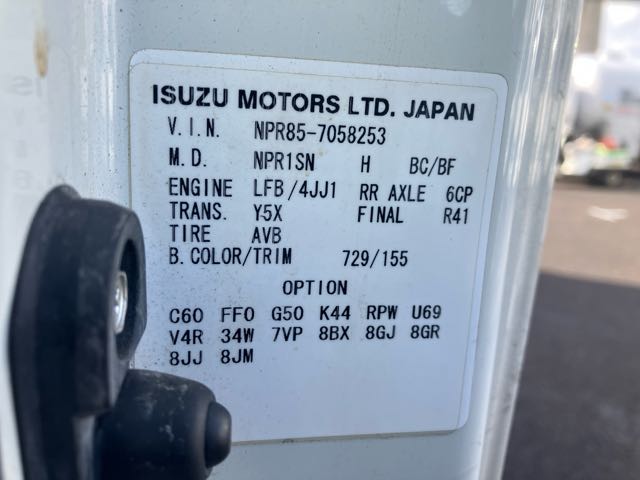 ISUZU MOTORS LTD. JAPAN
V.I.N. NPR85-7058253
M.D. NPR1SN H BC/BF
ENGINE LFB/4JJ1 RR AXLE 6CP
TRANS. Y5X FINAL R41
TIRE AVB
B.COLOR/TRIM 729/155
OPTION
C60 FF0 G50 K44 RPW U69
V4R 34W 7VP 8BX 8GJ 8GR
8JJ 8JM